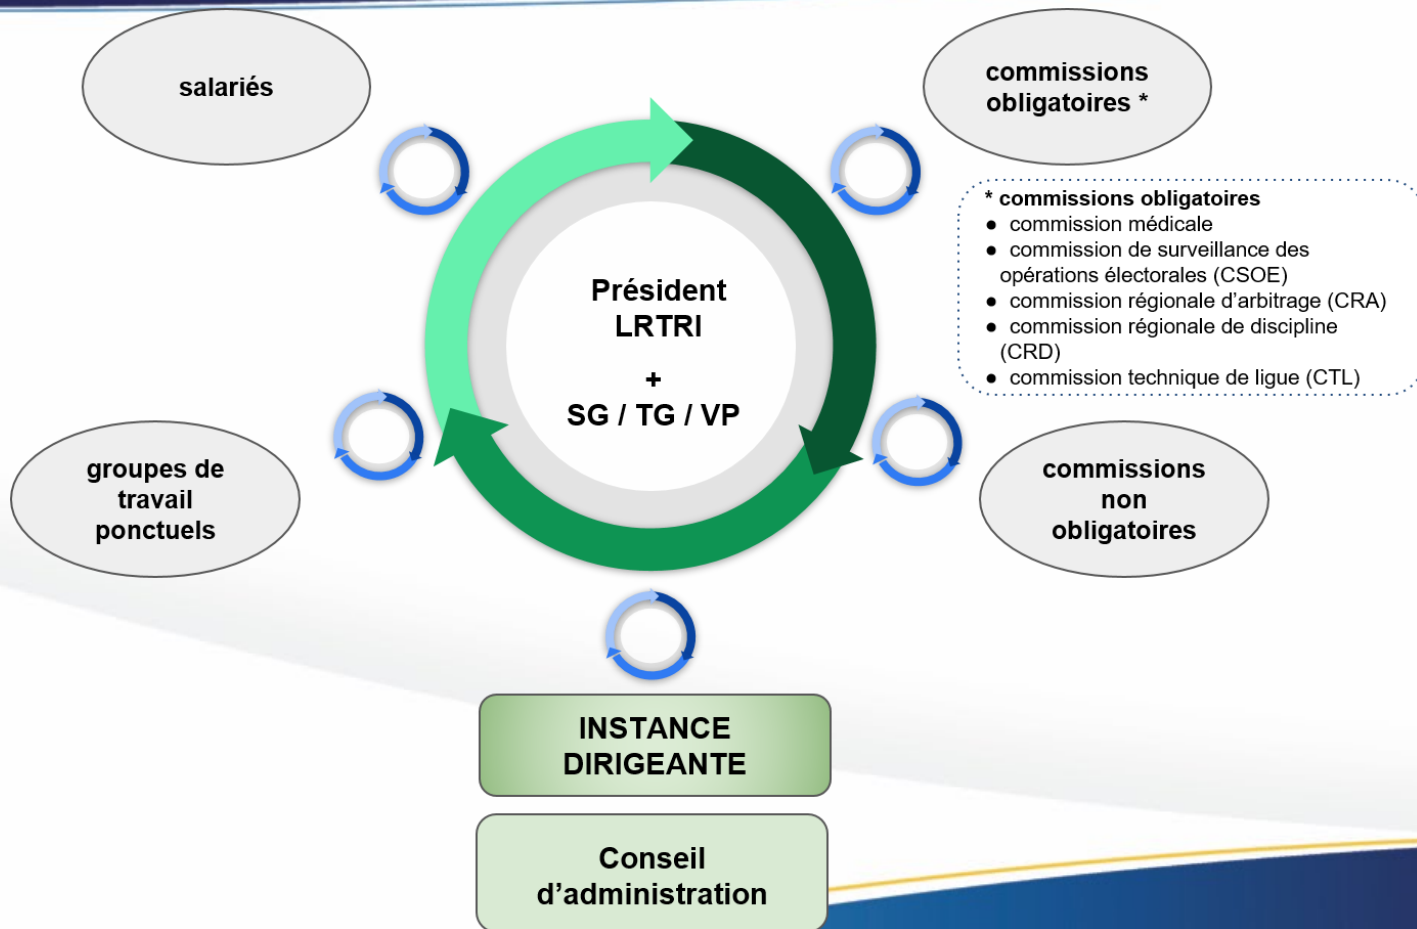 salariés
commissions
obligatoires *
* commissions obligatoires
● commission médicale
● commission de surveillance des
opérations électorales (CSOE)
● commission régionale d’arbitrage (CRA)
● commission régionale de discipline
(CRD)
● commission technique de ligue (CTL)
Président
LRTRI
+
SG / TG / VP
groupes de
travail
ponctuels
commissions
non
obligatoires
INSTANCE
DIRIGEANTE
Conseil
d’administration